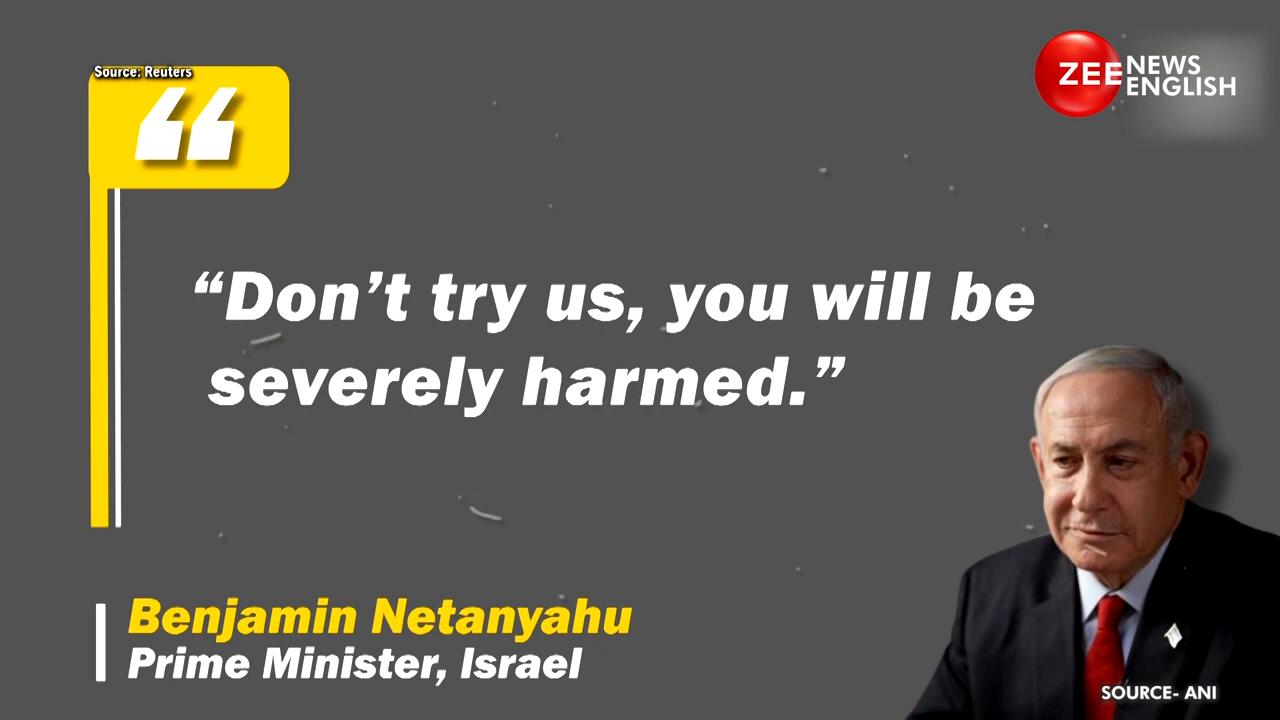 Source: Reuters
ZEE NEWS
ENGLISH
“Don’t try us, you will be
severely harmed.”
Benjamin Netanyahu
Prime Minister, Israel
SOURCE- ANI